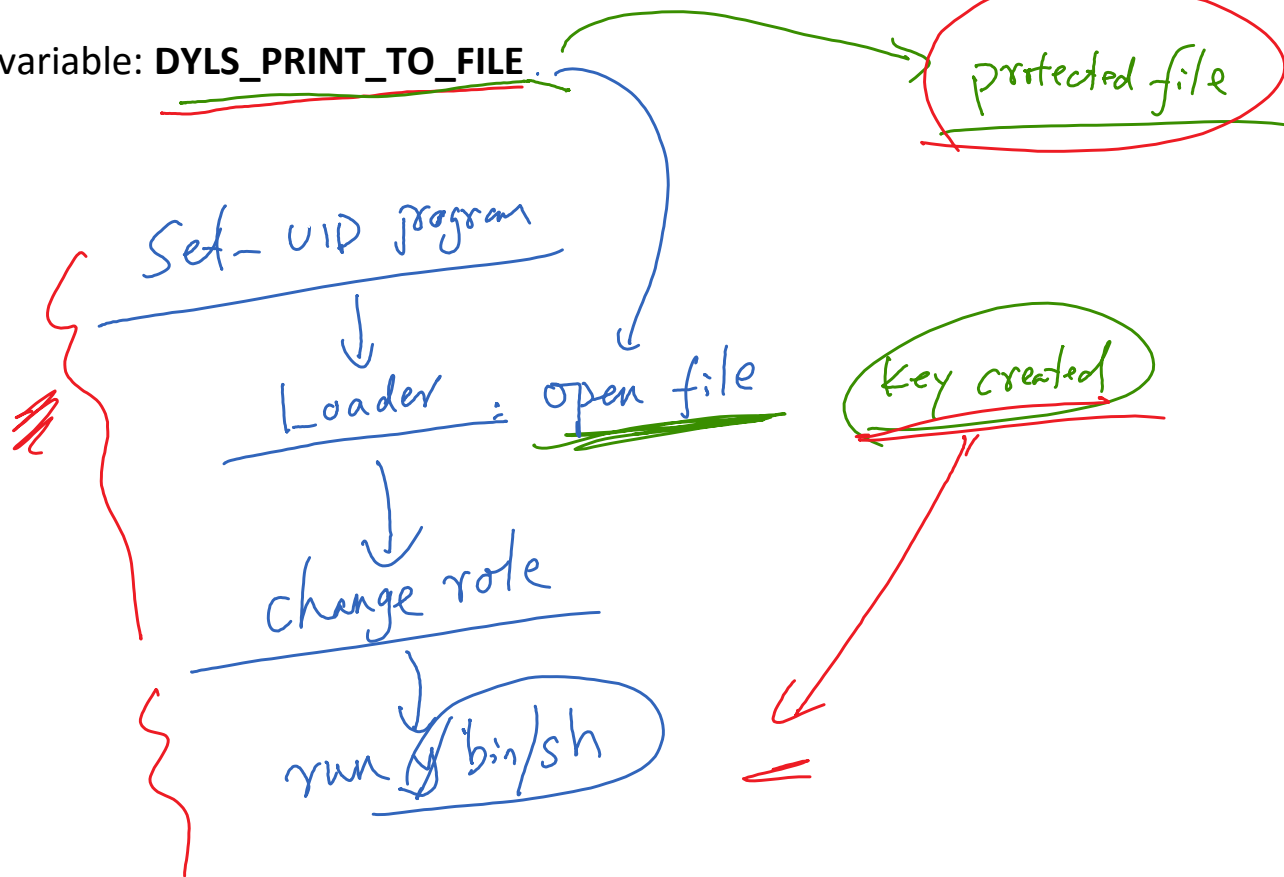 variable: DYLS_PRINT_TO_FILE
protected file
Set-UID program
Loader : open file
key created
change role
run /bin/sh